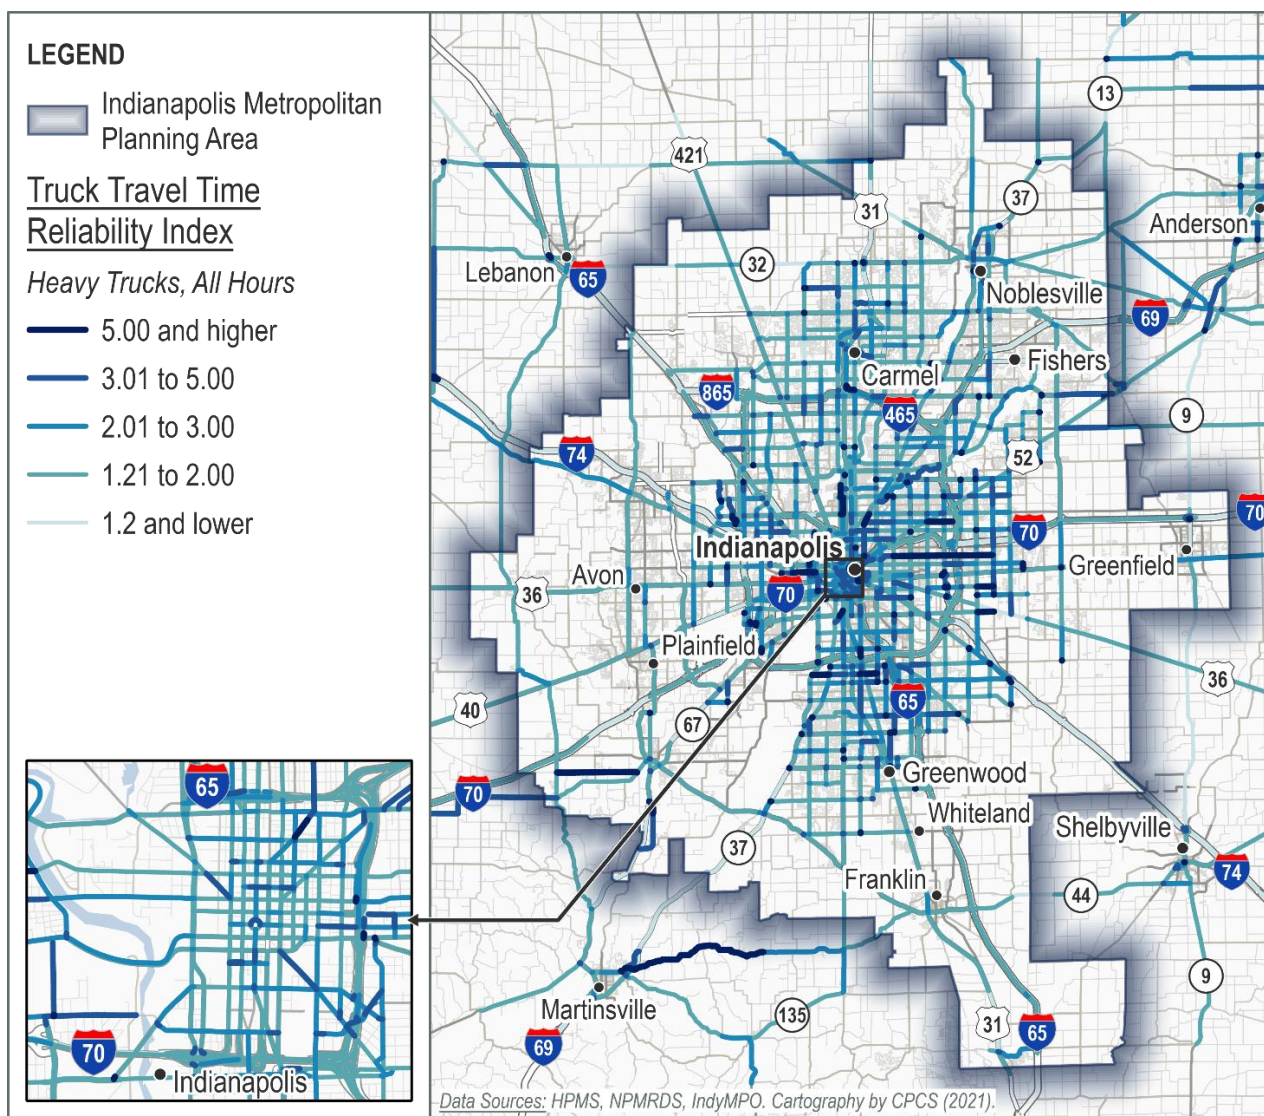 LEGEND
Indianapolis Metropolitan
Planning Area
Truck Travel Time
Reliability Index
Heavy Trucks, All Hours
5.00 and higher
3.01 to 5.00
2.01 to 3.00
1.21 to 2.00
1.2 and lower
13
421
37
31
Anderson
32
Lebanon
65
Noblesville
69
Fishers
Carmel
865
465
9
52
74
70
70
Indianapolis
Greenfield
Avon
36
70
Plainfield
36
40
65
67
Greenwood
70
Whiteland
Shelbyville
37
74
Franklin
44
9
Martinsville
135
31
65
69
65
70
Indianapolis
Data Sources: HPMS, NPMRDS, IndyMPO. Cartography by CPCS (2021).